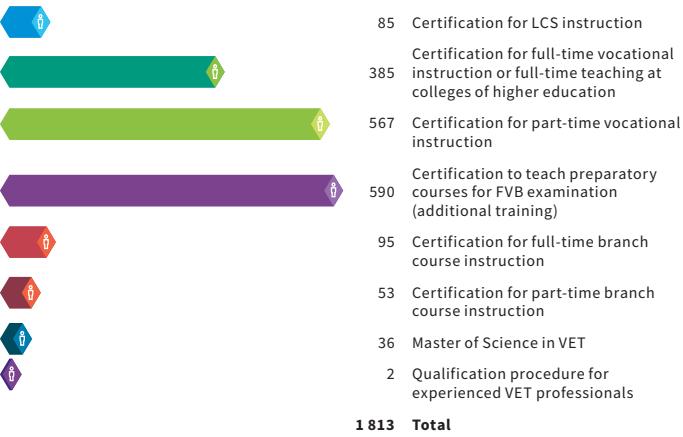 85 Certification for LCS instruction
Certification for full-time vocational
385 instruction or full-time teaching at
colleges of higher education
567 Certification for part-time vocational
instruction
Certification to teach preparatory
590 courses for FVB examination
(additional training)
95 Certification for full-time branch
course instruction
53 Certification for part-time branch
course instruction
36 Master of Science in VET
2 Qualification procedure for
experienced VET professionals
1 813 Total